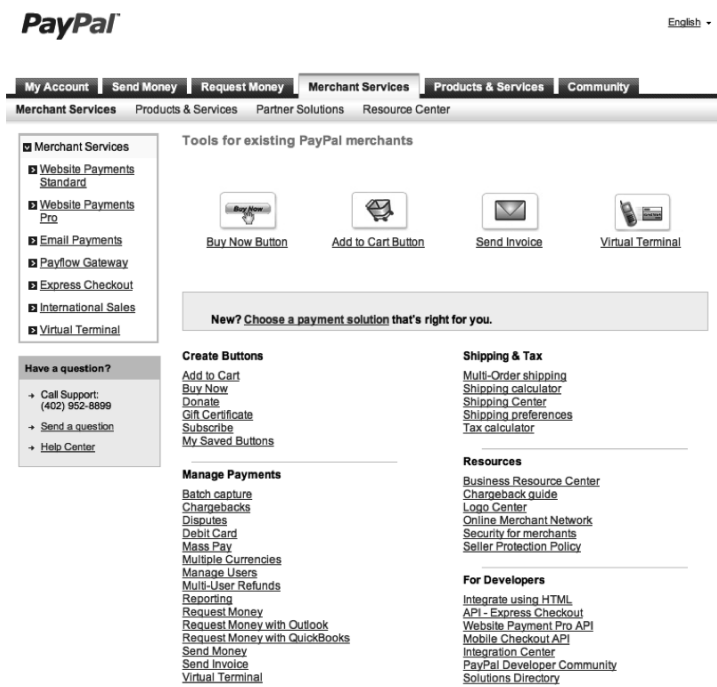 PayPal
English
My Account Send Money Request Money Merchant Services Products & Services Community
Merchant Services Products & Services Partner Solutions Resource Center
Merchant Services
Website Payments
Standard
Website Payments
Pro
Email Payments
Payflow Gateway
Express Checkout
International Sales
Virtual Terminal
Have a question?
Call Support:
(402) 952-8899
Send a question
Help Center
Tools for existing PayPal merchants
Buy Now
Buy Now Button
Add to Cart Button
Send Invoice
Virtual Terminal
New? Choose a payment solution that's right for you.
Create Buttons
Add to Cart
Buy Now
Donate
Gift Certificate
Subscribe
My Saved Buttons
Manage Payments
Batch capture
Chargebacks
Disputes
Debit Card
Mass Pay
Multiple Currencies
Manage Users
Multi-User Refunds
Reporting
Request Money
Request Money with Outlook
Request Money with QuickBooks
Send Money
Send Invoice
Virtual Terminal
Shipping & Tax
Multi-Order shipping
Shipping calculator
Shipping Center
Shipping preferences
Tax calculator
Resources
Business Resource Center
Chargeback guide
Logo Center
Online Merchant Network
Security for merchants
Seller Protection Policy
For Developers
Integrate using HTML
API - Express Checkout
Website Payment Pro API
Mobile Checkout API
Integration Center
PayPal Developer Community
Solutions Directory